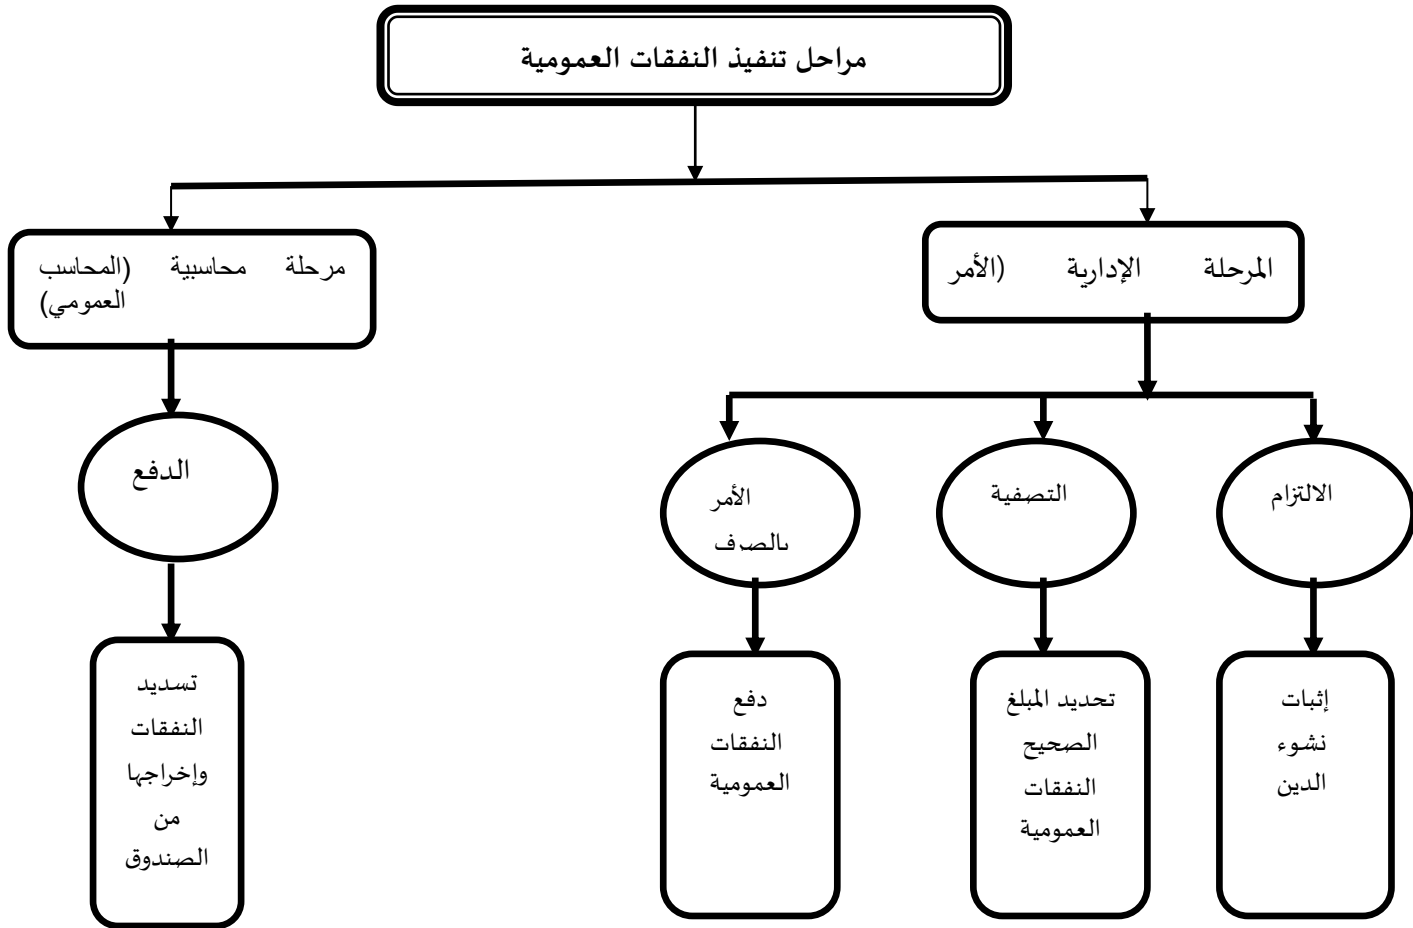 مراحل تنفيذ النفقات العمومية
المرحلة الإدارية (الأمر
مرحلة محاسبية (المحاسب
العمومي)
الالتزام
التصفية
الأمر
بالصرف
الدفع
إثبات
نشوء
الدين
تحديد المبلغ
الصحيح
النفقات
العمومية
دفع
النفقات
العمومية
تسديد
النفقات
وإخراجها
من
الصندوق